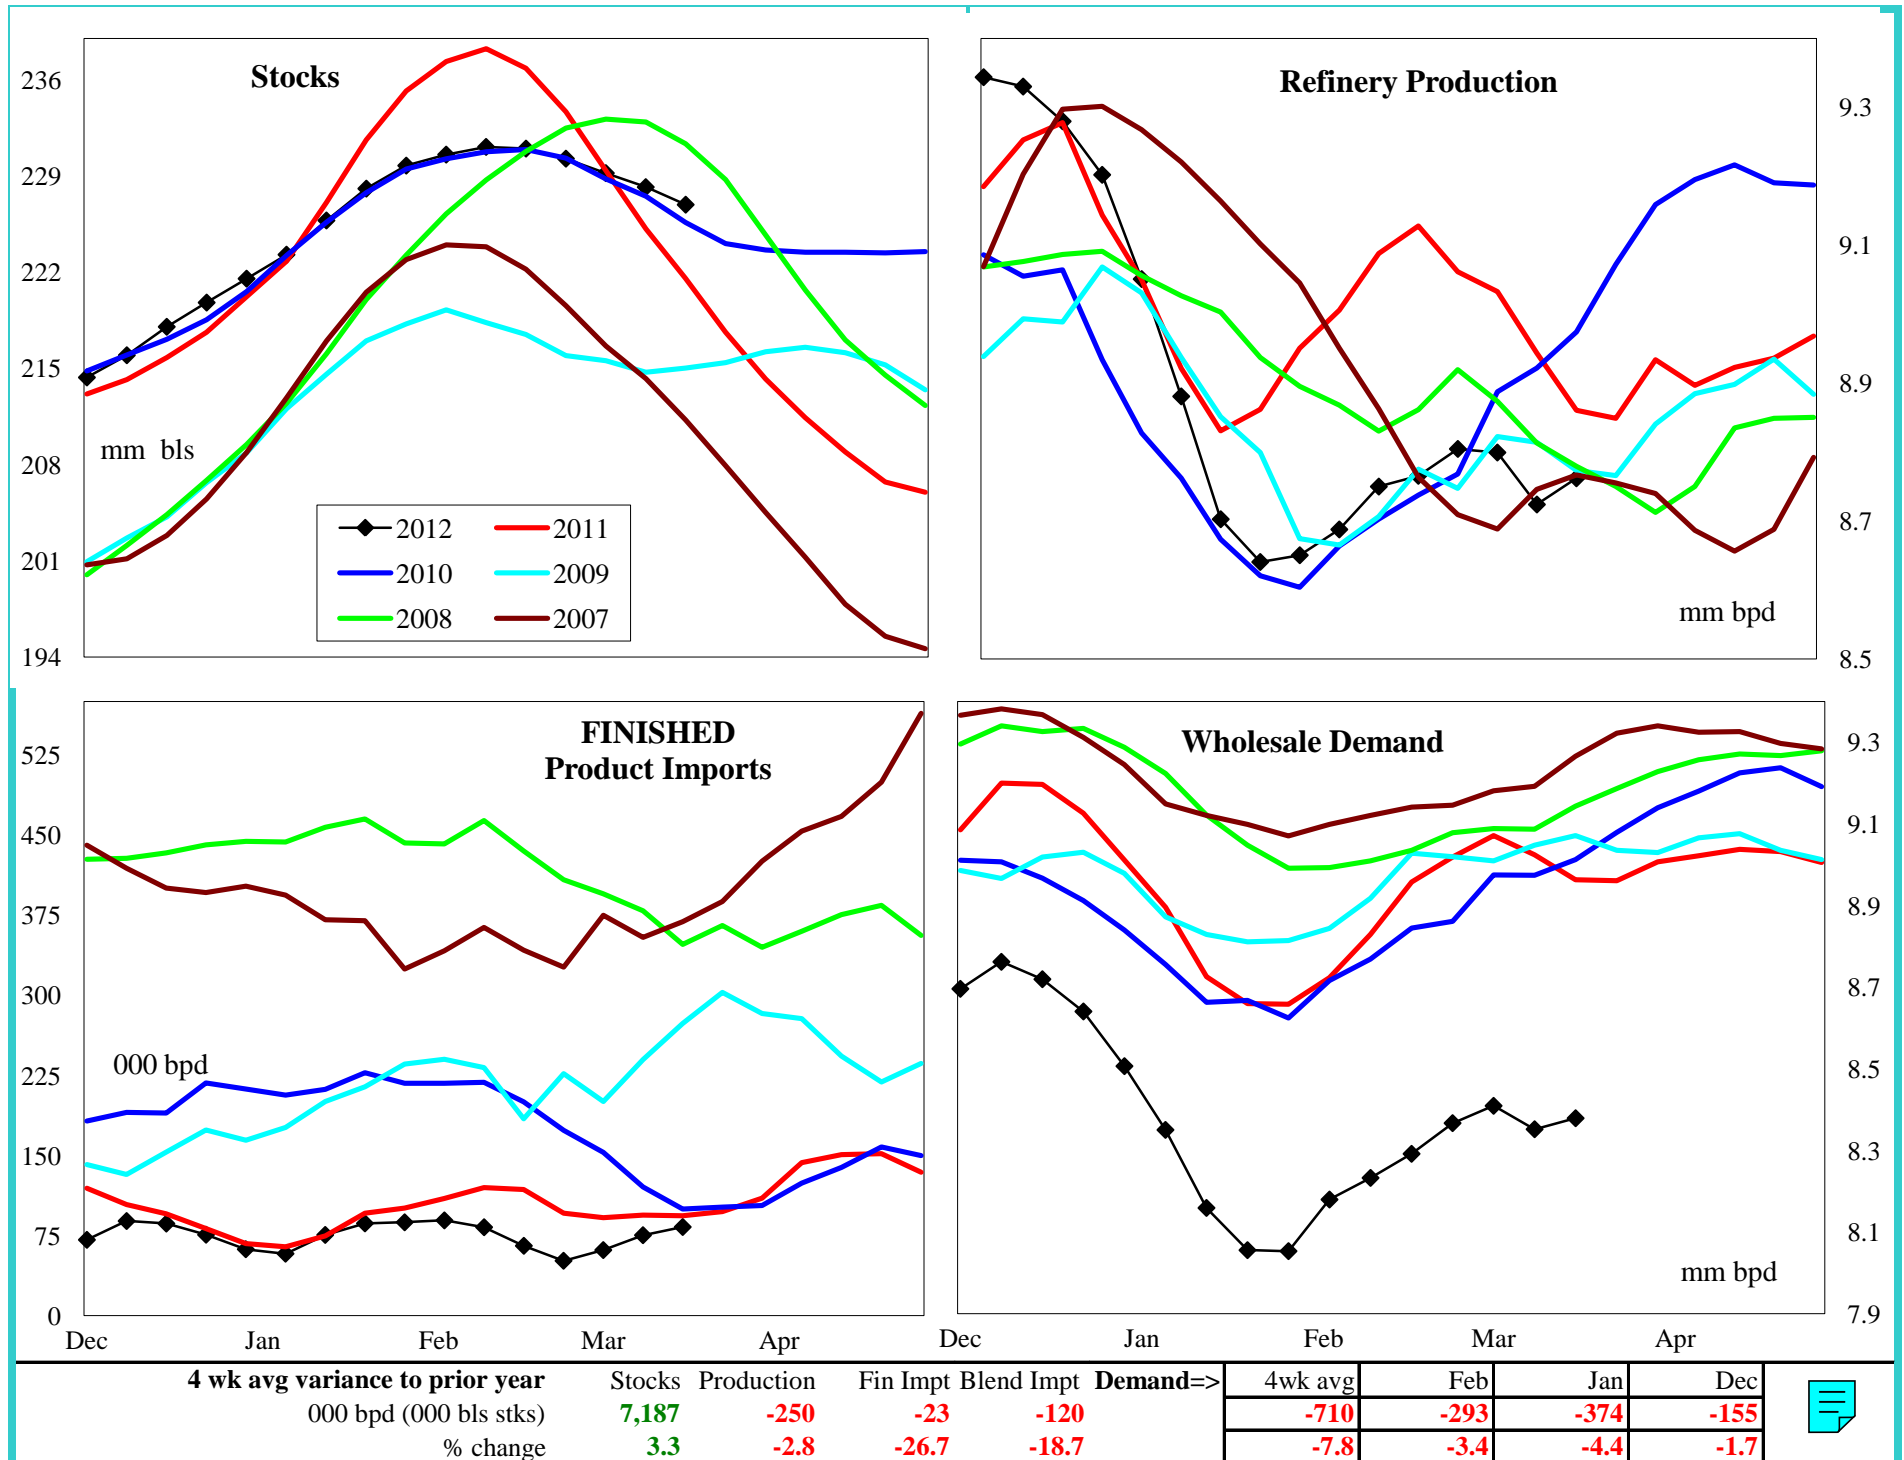 Stocks
236
229
222
215
208
201
194
mm bls
2012 2011
2010 2009
2008 2007
Refinery Production
9.3
9.1
8.9
8.7
8.5
mm bpd
FINISHED
Product Imports
525
450
375
300
225
150
75
0
000 bpd
Dec Jan Feb Mar Apr
Wholesale Demand
9.3
9.1
8.9
8.7
8.5
8.3
8.1
7.9
mm bpd
Dec Jan Feb Mar Apr
4 wk avg variance to prior year Stocks Production Fin Impt Blend Impt Demand=> 4wk avg Feb Jan Dec
000 bpd (000 bls stks) 7,187 -250 -23 -120 -710 -293 -374 -155
% change 3.3 -2.8 -26.7 -18.7 -7.8 -3.4 -4.4 -1.7